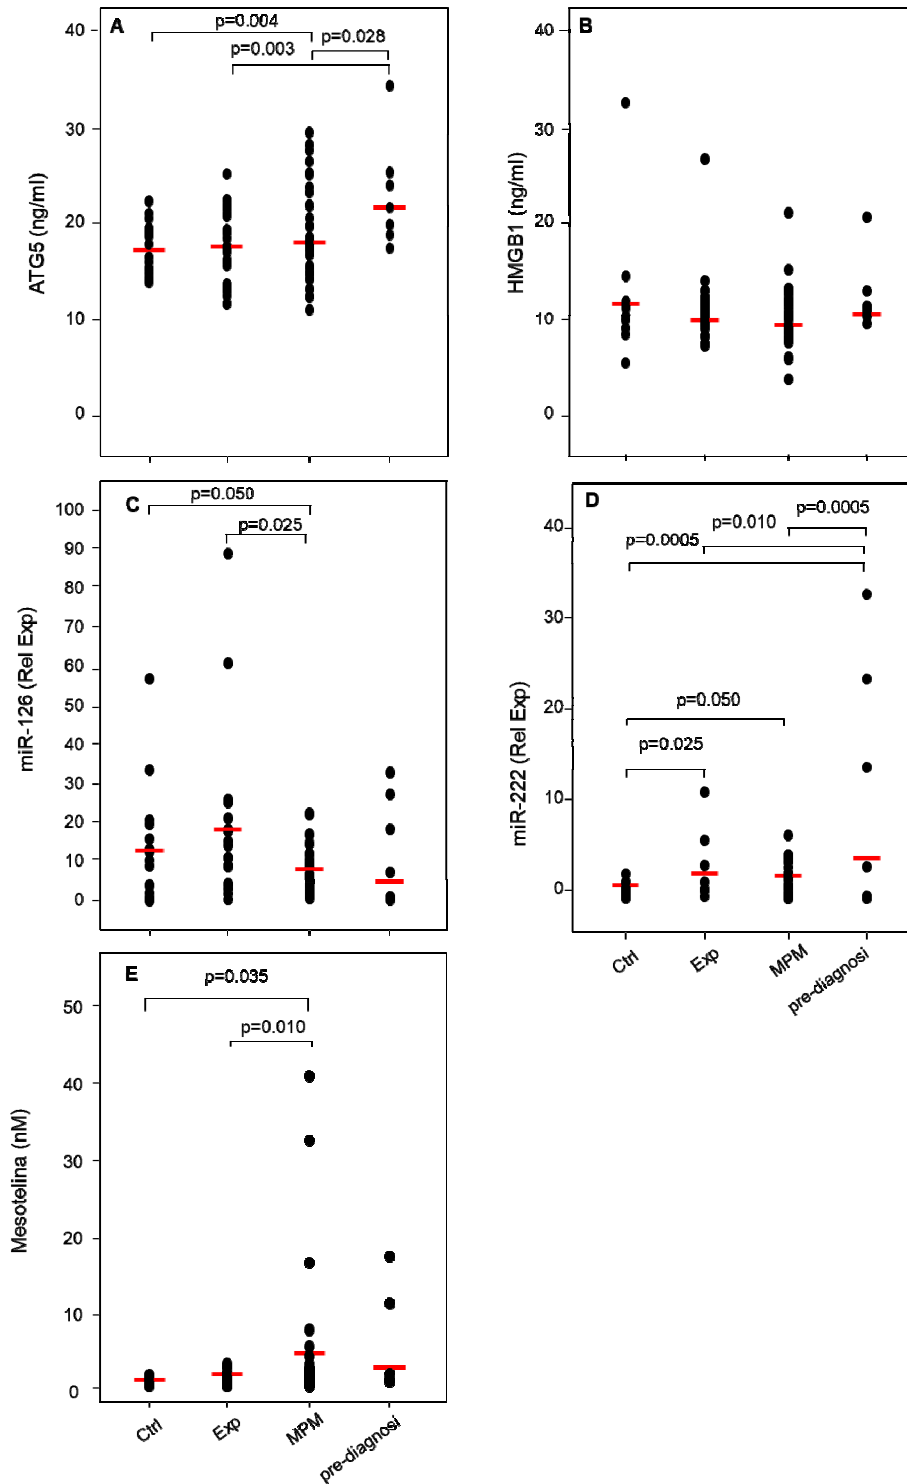 A
p=0.004
p=0.028
p=0.003
40
30
20
10
0
ATG5 (ng/ml)
B
40
30
20
10
0
HMGB1 (ng/ml)
C
p=0.050
p=0.025
100
90
80
70
60
50
40
30
20
10
0
miR-126 (Rel Exp)
D
p=0.0005
p=0.010
p=0.0005
p=0.050
p=0.025
40
30
20
10
0
miR-222 (Rel Exp)
Ctrl
Exp
MPM
pre-diagnosi
E
p=0.035
p=0.010
50
40
30
20
10
0
Mesotelina (nM)
Ctrl
Exp
MPM
pre-diagnosi